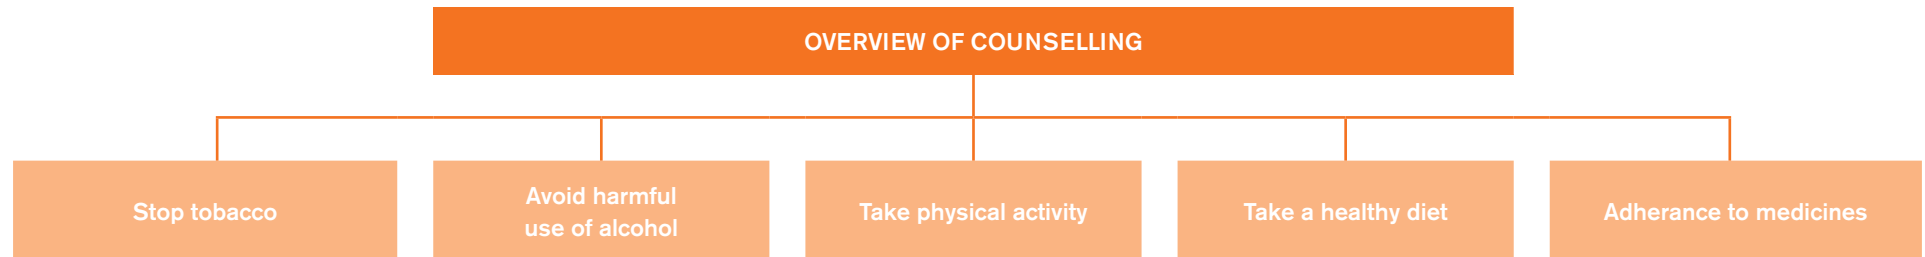 OVERVIEW OF COUNSELLING
Stop tobacco
Avoid harmful
use of alcohol
Take physical activity
Take a healthy diet
Adherance to medicines